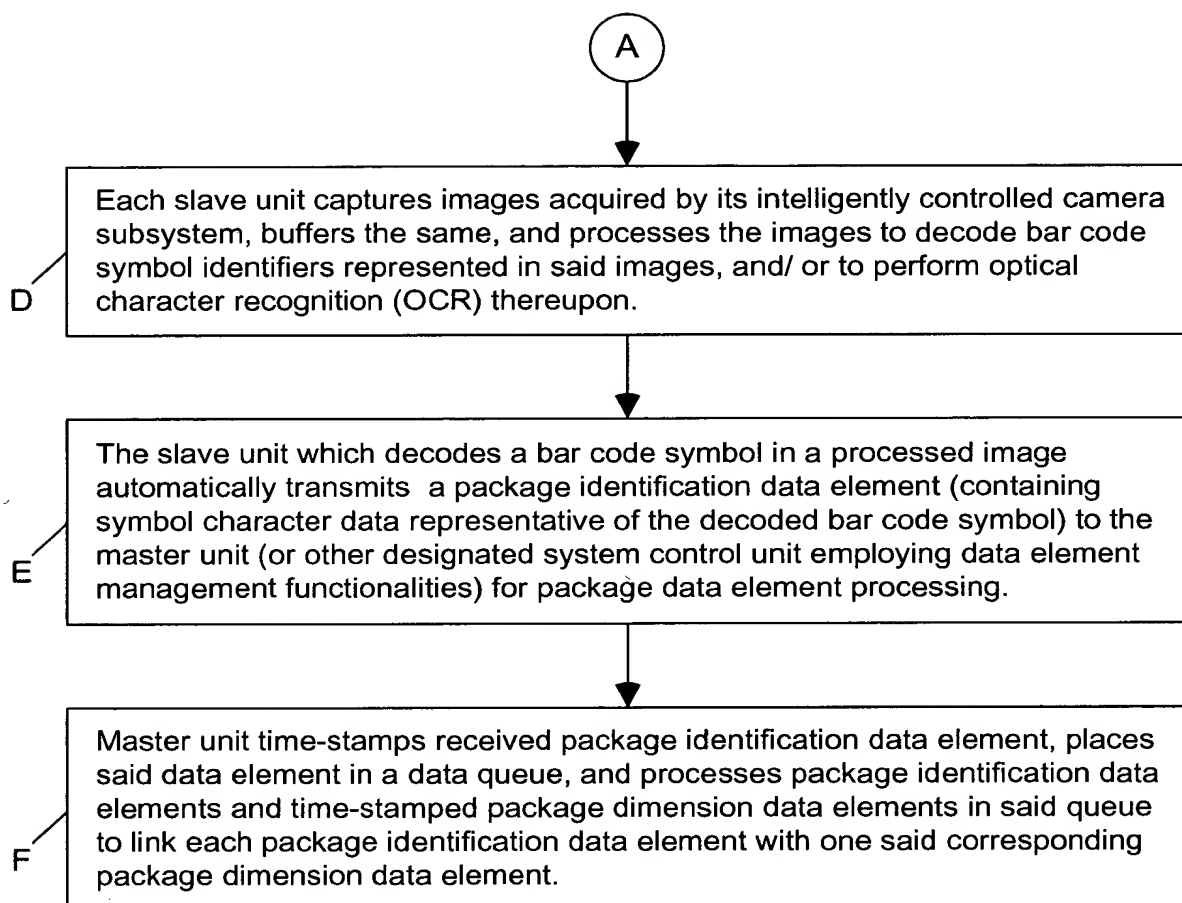 A
Each slave unit captures images acquired by its intelligently controlled camera
subsystem, buffers the same, and processes the images to decode bar code
symbol identifiers represented in said images, and/ or to perform optical
character recognition (OCR) thereupon.
D
The slave unit which decodes a bar code symbol in a processed image
automatically transmits a package identification data element (containing
symbol character data representative of the decoded bar code symbol) to the
master unit (or other designated system control unit employing data element
management functionalities) for package data element processing.
E
Master unit time-stamps received package identification data element, places
said data element in a data queue, and processes package identification data
elements and time-stamped package dimension data elements in said queue
to link each package identification data element with one said corresponding
package dimension data element.
F